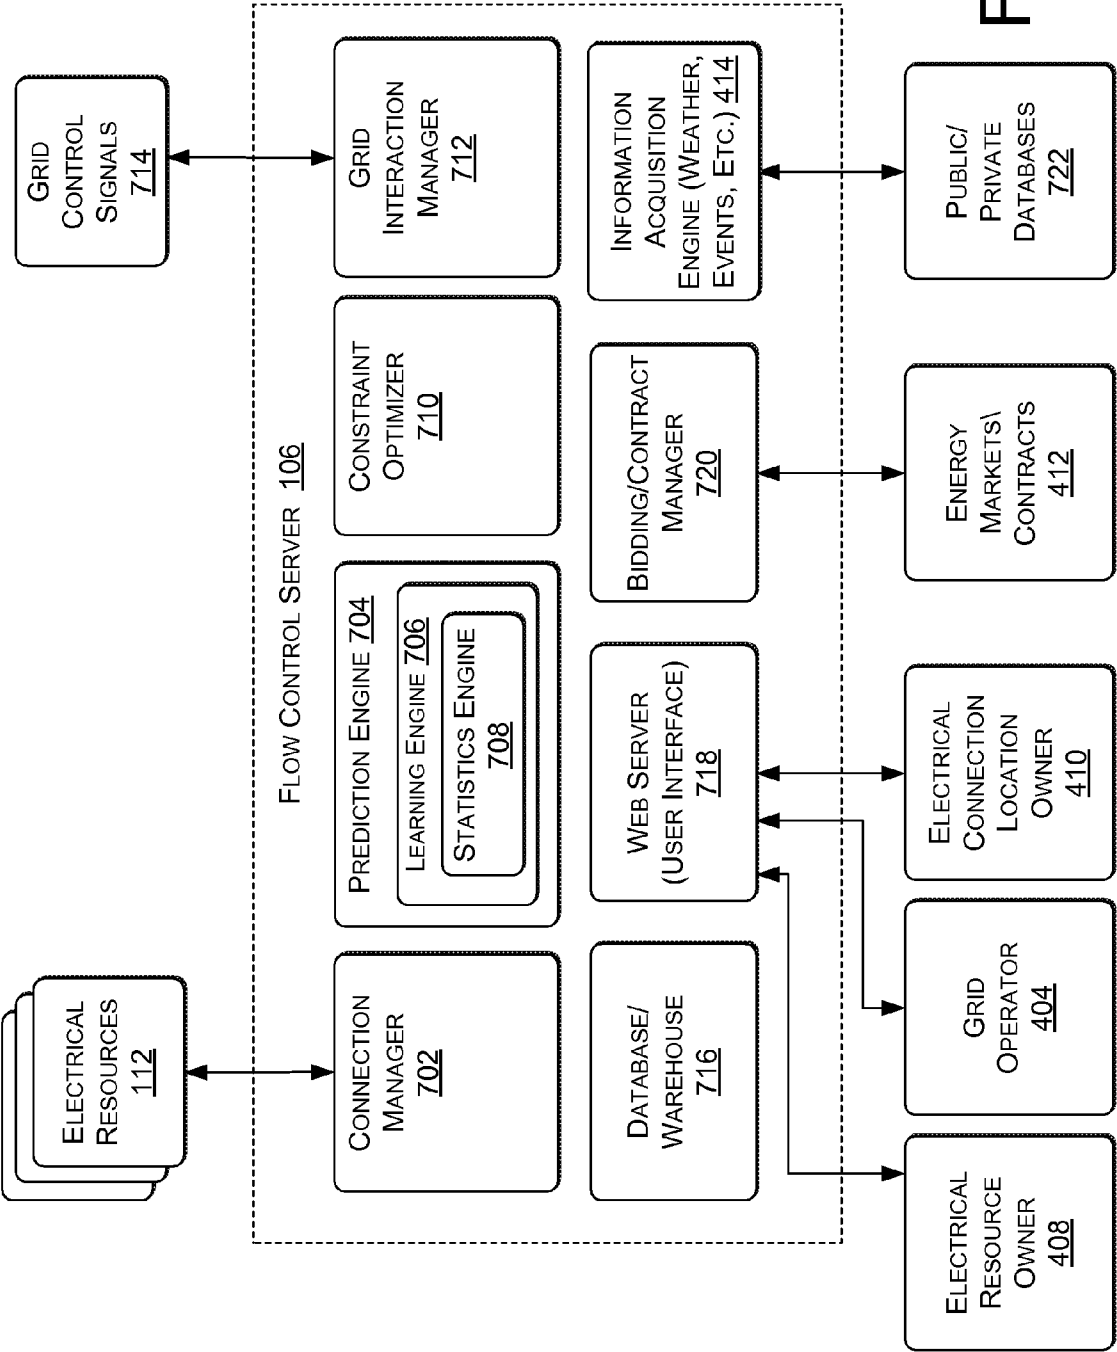 ELECTRICAL
RESOURCES
112
GRID
CONTROL
SIGNALS
714
FLOW CONTROL SERVER 106
CONNECTION
MANAGER
702
PREDICTION ENGINE 704
LEARNING ENGINE 706
STATISTICS ENGINE
708
CONSTRAINT
OPTIMIZER
710
GRID
INTERACTION
MANAGER
712
DATABASE/
WAREHOUSE
716
WEB SERVER
(USER INTERFACE)
718
BIDDING/CONTRACT
MANAGER
720
INFORMATION
ACQUISITION
ENGINE (WEATHER,
EVENTS, ETC.) 414
ELECTRICAL
RESOURCE
OWNER
408
GRID
OPERATOR
404
ELECTRICAL
CONNECTION
LOCATION
OWNER
410
ENERGY
MARKETS\
CONTRACTS
412
PUBLIC/
PRIVATE
DATABASES
722